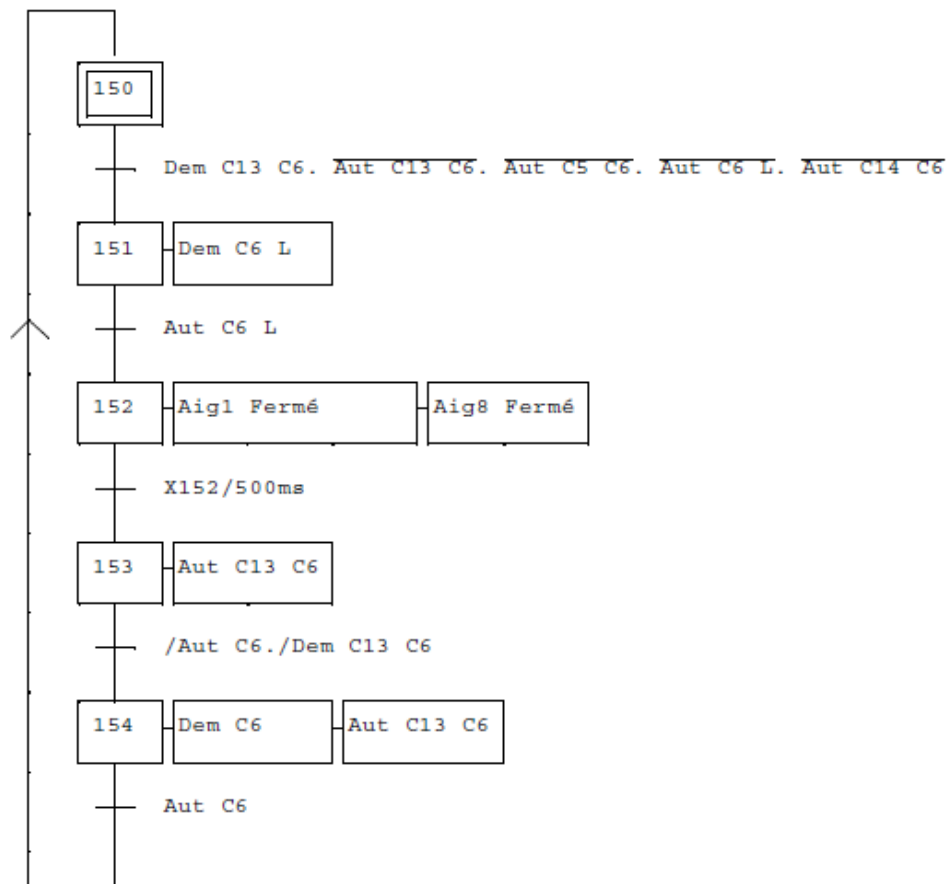 150
Dem C13 C6. Aut C13 C6. Aut C5 C6. Aut C6 L. Aut C14 C6
151 Dem C6 L
Aut C6 L
152 Aig1 Fermé Aig8 Fermé
X152/500ms
153 Aut C13 C6
/Aut C6./Dem C13 C6
154 Dem C6 Aut C13 C6
Aut C6